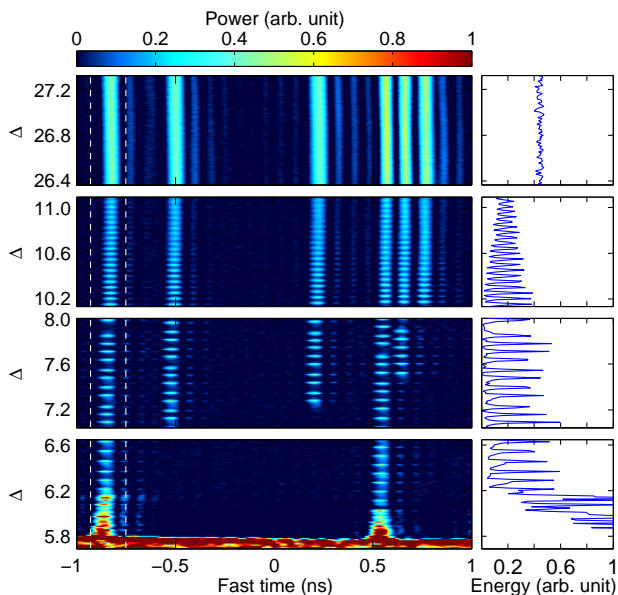 Power (arb. unit)
0 0.2 0.4 0.6 0.8 1
Δ
27.2
26.8
26.4
Δ
11.0
10.6
10.2
Δ
8.0
7.6
7.2
Δ
6.6
6.2
5.8
−1 −0.5 0 0.5 1
0.2 0.6 1
Fast time (ns)
Energy (arb. unit)